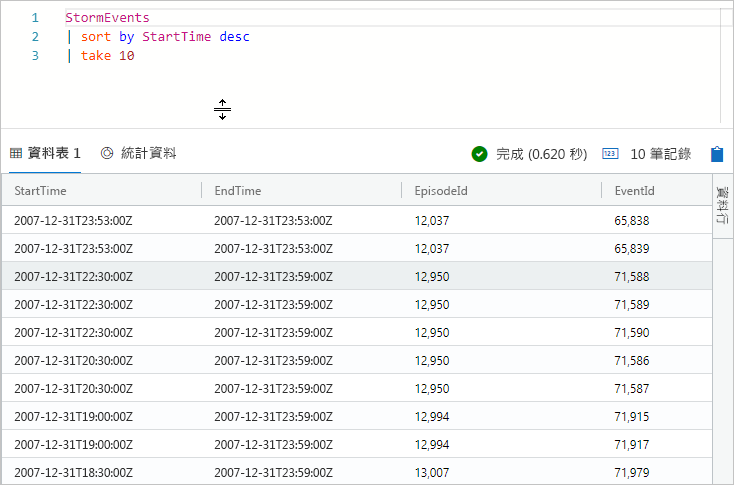 1 StormEvents
2 | sort by StartTime desc
3 | take 10
資料表 1 統計資料 完成 (0.620 秒) 123 10 筆記錄
StartTime EndTime EpisodeId EventId
資料行
2007-12-31T23:53:00Z 2007-12-31T23:53:00Z 12,037 65,838
2007-12-31T23:53:00Z 2007-12-31T23:53:00Z 12,037 65,839
2007-12-31T22:30:00Z 2007-12-31T23:59:00Z 12,950 71,588
2007-12-31T22:30:00Z 2007-12-31T23:59:00Z 12,950 71,589
2007-12-31T22:30:00Z 2007-12-31T23:59:00Z 12,950 71,590
2007-12-31T20:30:00Z 2007-12-31T23:59:00Z 12,950 71,586
2007-12-31T20:30:00Z 2007-12-31T23:59:00Z 12,950 71,587
2007-12-31T19:00:00Z 2007-12-31T23:59:00Z 12,994 71,915
2007-12-31T19:00:00Z 2007-12-31T23:59:00Z 12,994 71,917
2007-12-31T18:30:00Z 2007-12-31T23:59:00Z 13,007 71,979